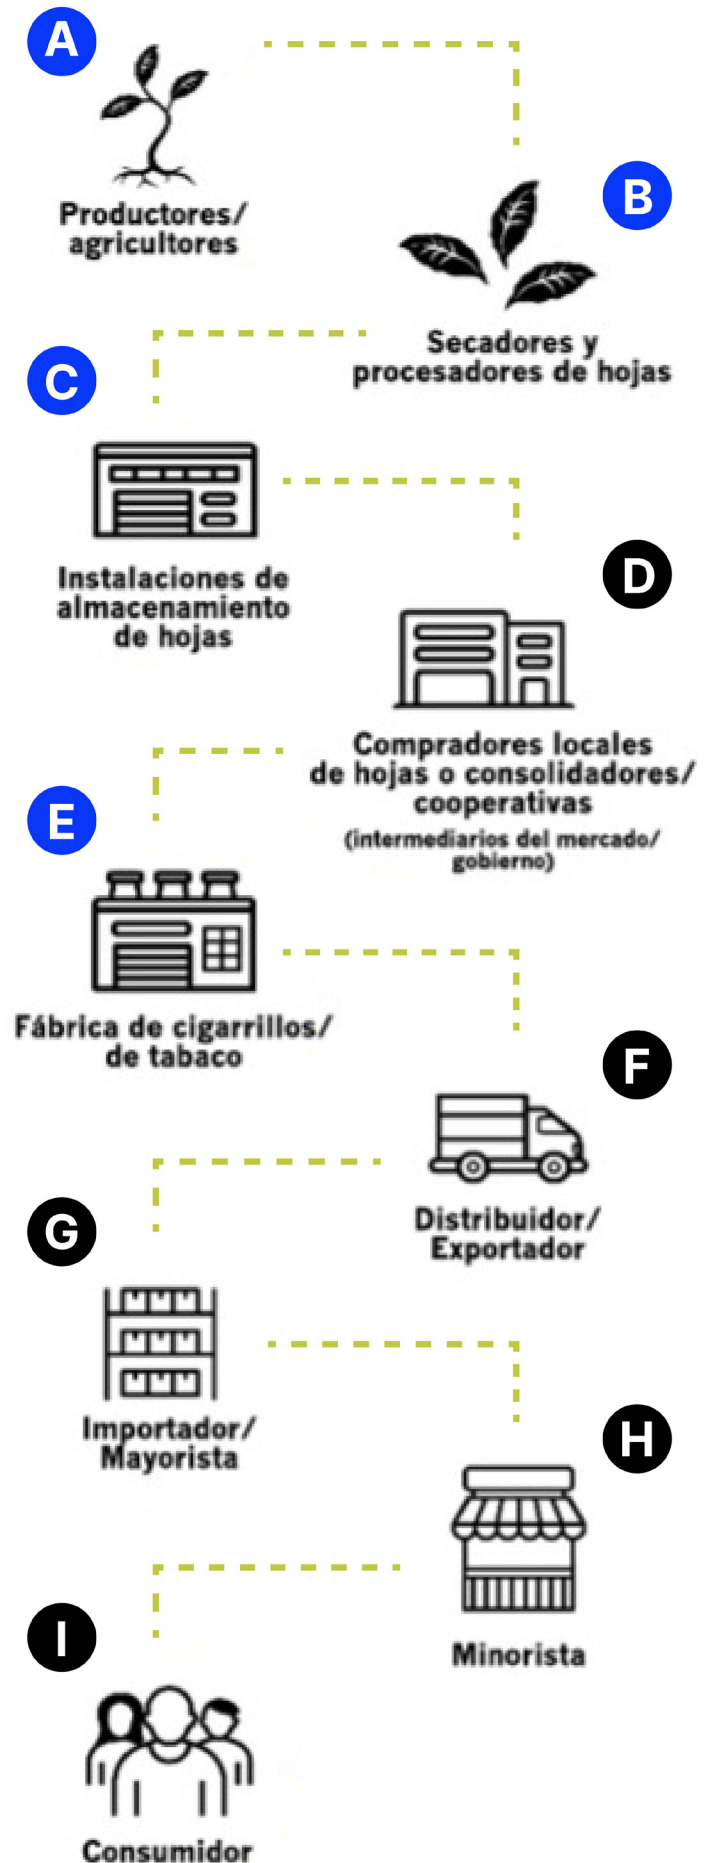 A
Productores/
agricultores
B
Secadores y
procesadores de hojas
C
Instalaciones de
almacenamiento
de hojas
D
Compradores locales
de hojas o consolidadores/
cooperativas
(intermediarios del mercado/
gobierno)
E
Fábrica de cigarrillos/
de tabaco
F
Distribuidor/
Exportador
G
Importador/
Mayorista
H
Minorista
I
Consumidor